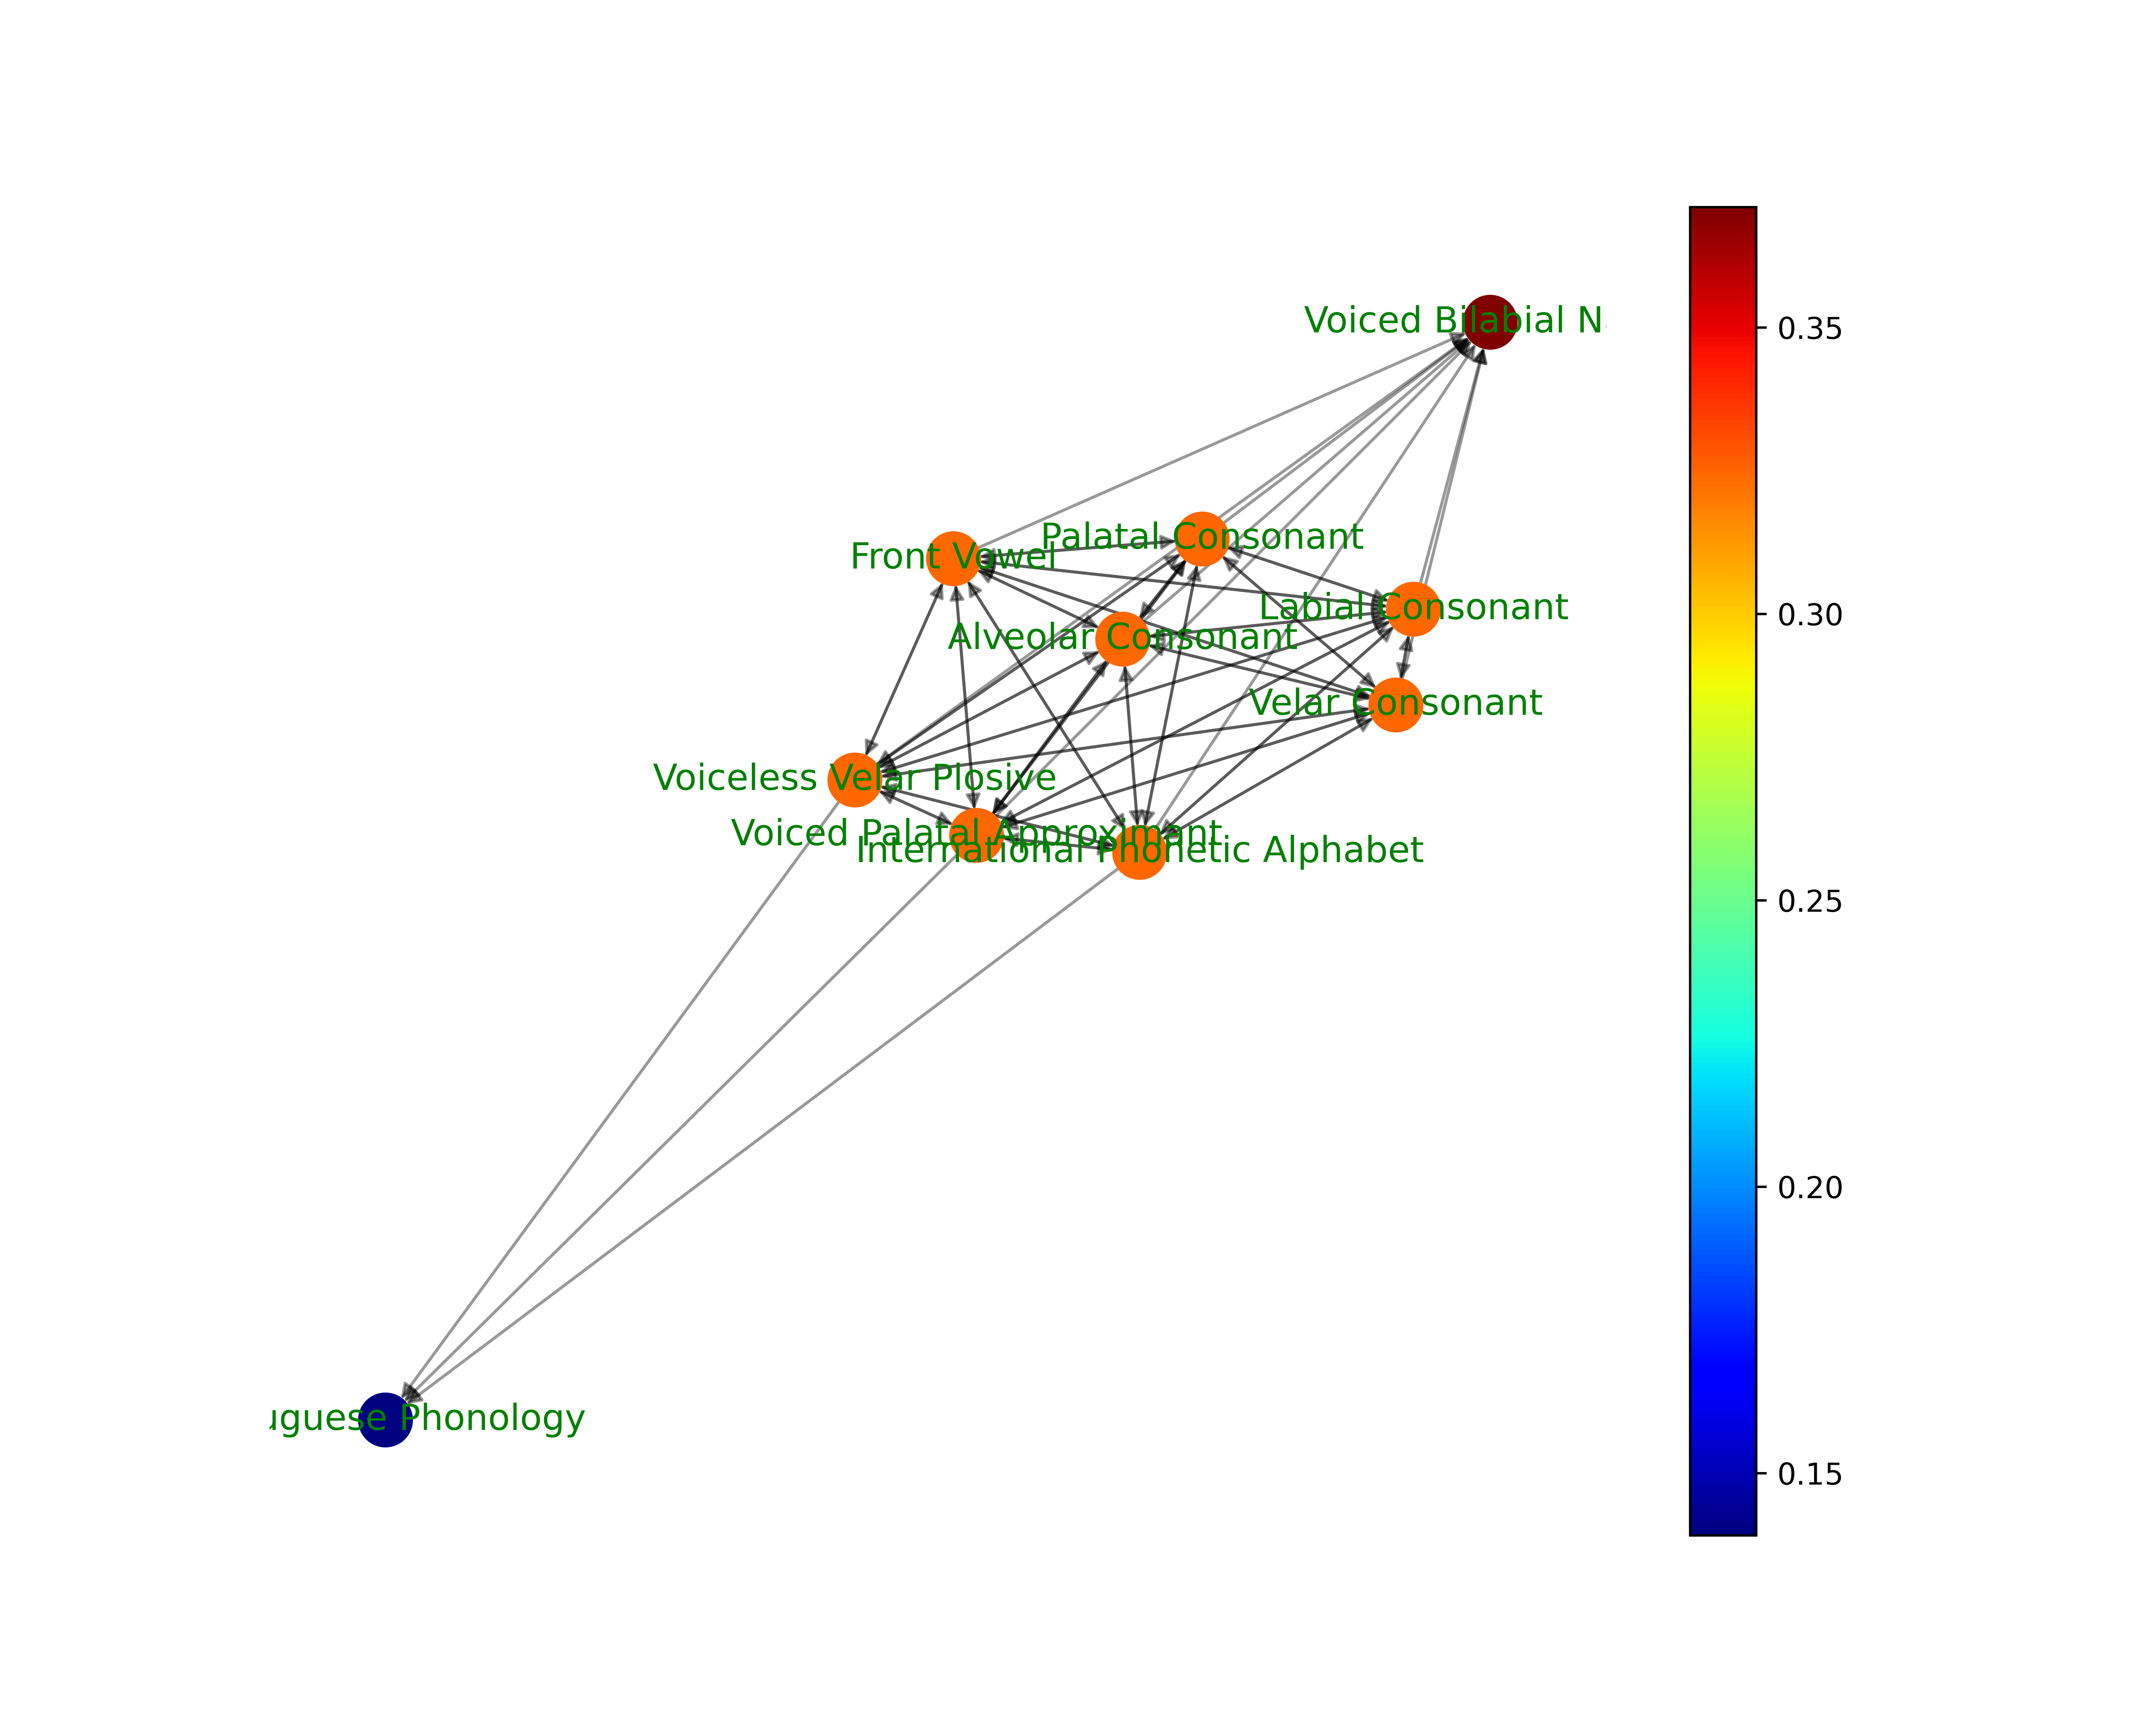 Voiced Bilabial N
0.35
Palatal Consonant
Front Vowel
Labial Consonant
0.30
Alveolar Consonant
Velar Consonant
Voiceless Velar Plosive
Voiced Palatal Approximant
International Phonetic Alphabet
0.25
0.20
uguese Phonology
0.15